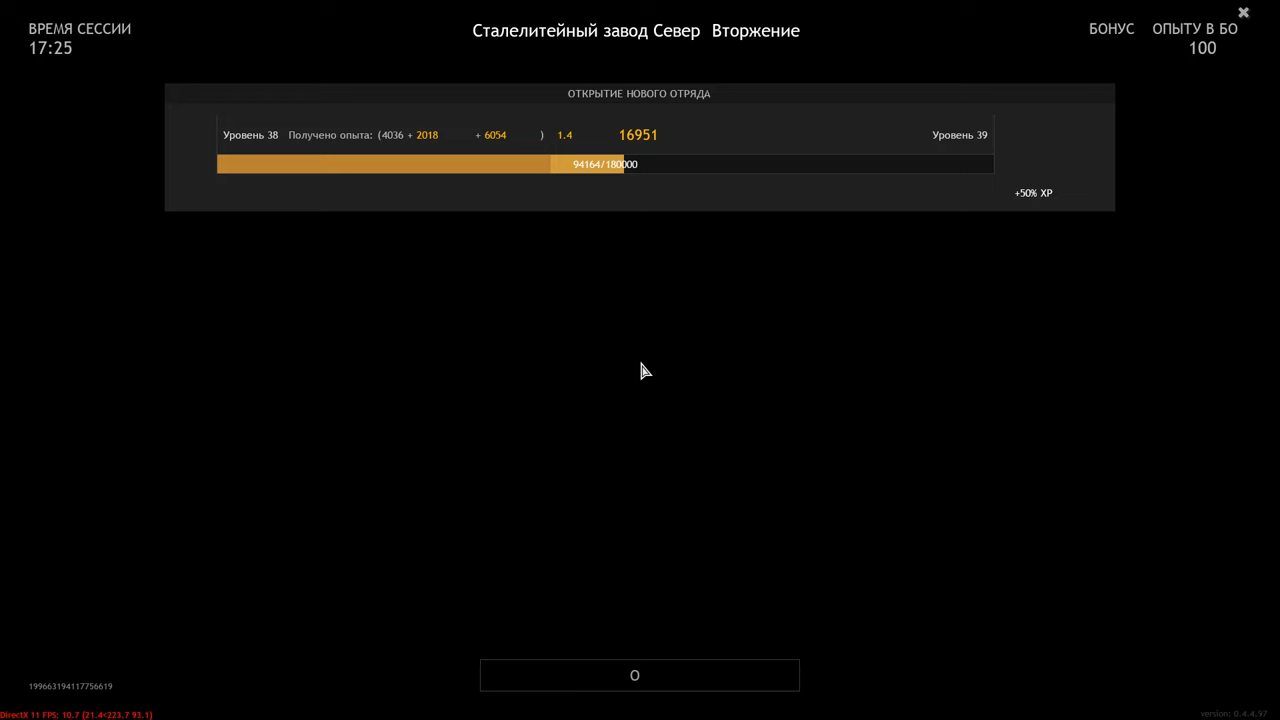 ВРЕМЯ СЕССИИ
17:25
Сталелитейный завод Север Вторжение
БОНУС ОПЫТУ В БО
100
ОТКРЫТИЕ НОВОГО ОТРЯДА
Уровень 38 Получено опыта: (4036 + 2018 + 6054 ) 1.4 16951 Уровень 39
94164/180000
+50% XP
О
199663194117756619
DirectX 11 FPS: 10.7 (21.4<223.7 93.1)
version: 0.4.4.97